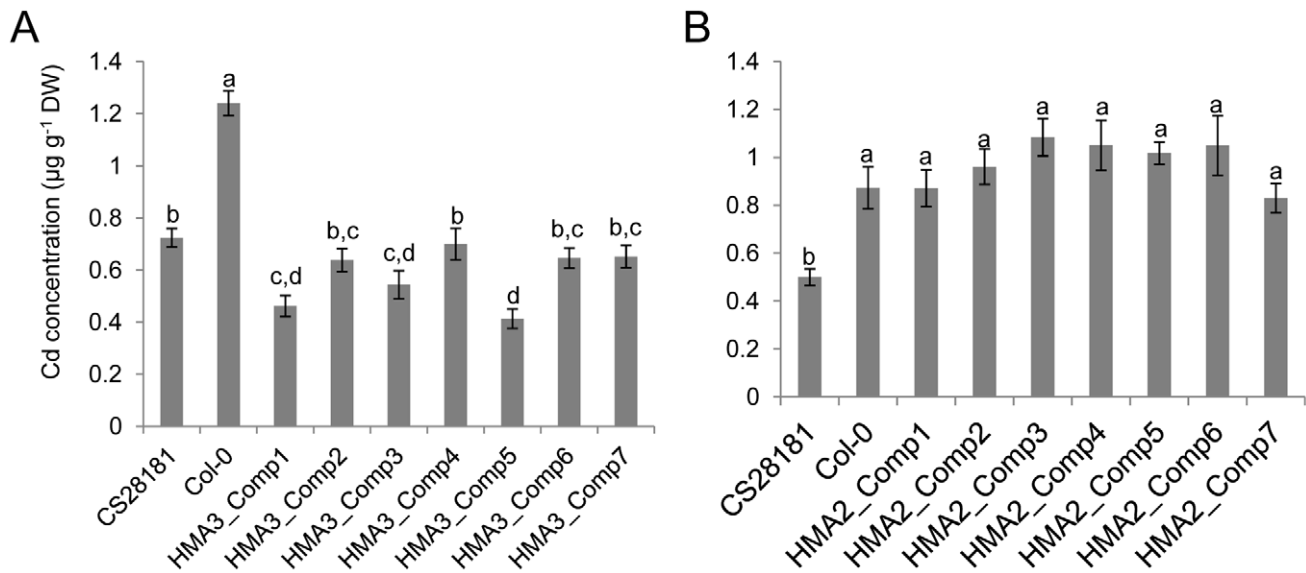 A
Cd concentration (µg g⁻¹ DW)
1.4
1.2
1
0.8
0.6
0.4
0.2
0
b
a
c,d
b,c
c,d
b
d
b,c
b,c
CS28181
Col-0
HMA3_Comp1
HMA3_Comp2
HMA3_Comp3
HMA3_Comp4
HMA3_Comp5
HMA3_Comp6
HMA3_Comp7
B
1.4
1.2
1
0.8
0.6
0.4
0.2
0
b
a
a
a
a
a
a
a
a
CS28181
Col-0
HMA2_Comp1
HMA2_Comp2
HMA2_Comp3
HMA2_Comp4
HMA2_Comp5
HMA2_Comp6
HMA2_Comp7